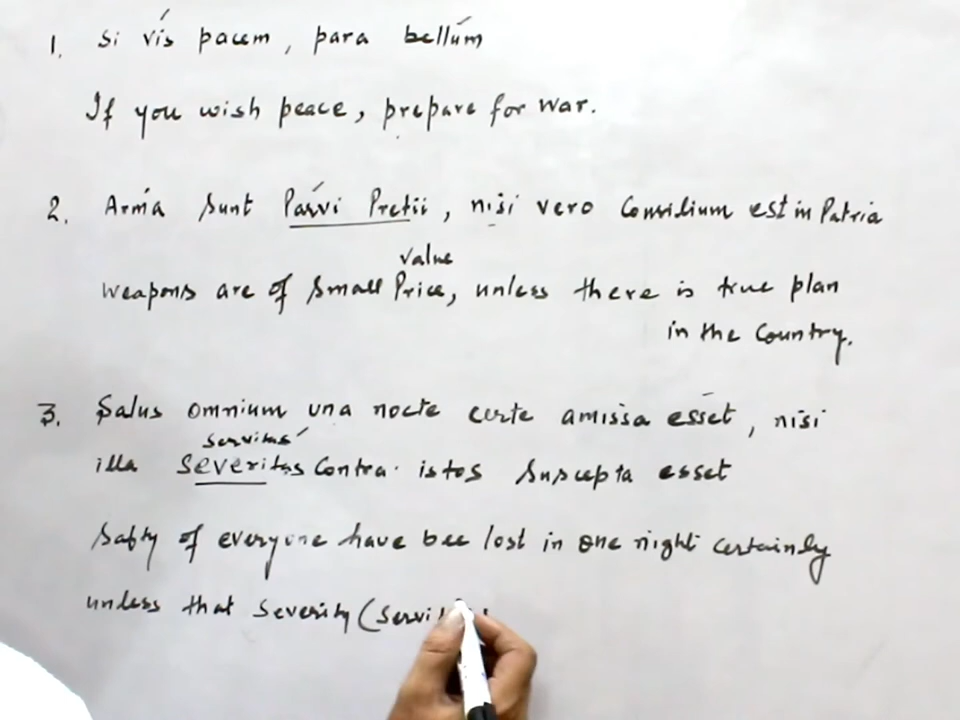 1. Si vis pacem, para bellum
If you wish peace, prepare for war.
2. Arma sunt Parvi Pretii, nisi vero Consilium est in Patria
value
weapons are of small Price, unless there is true plan
in the Country.
3. Salus omnium una nocte certe amissa esset, nisi
servitas
illa severitas Contra istos suscepta esset
Safty of everyone have bee lost in one night certainly
unless that severity (servi